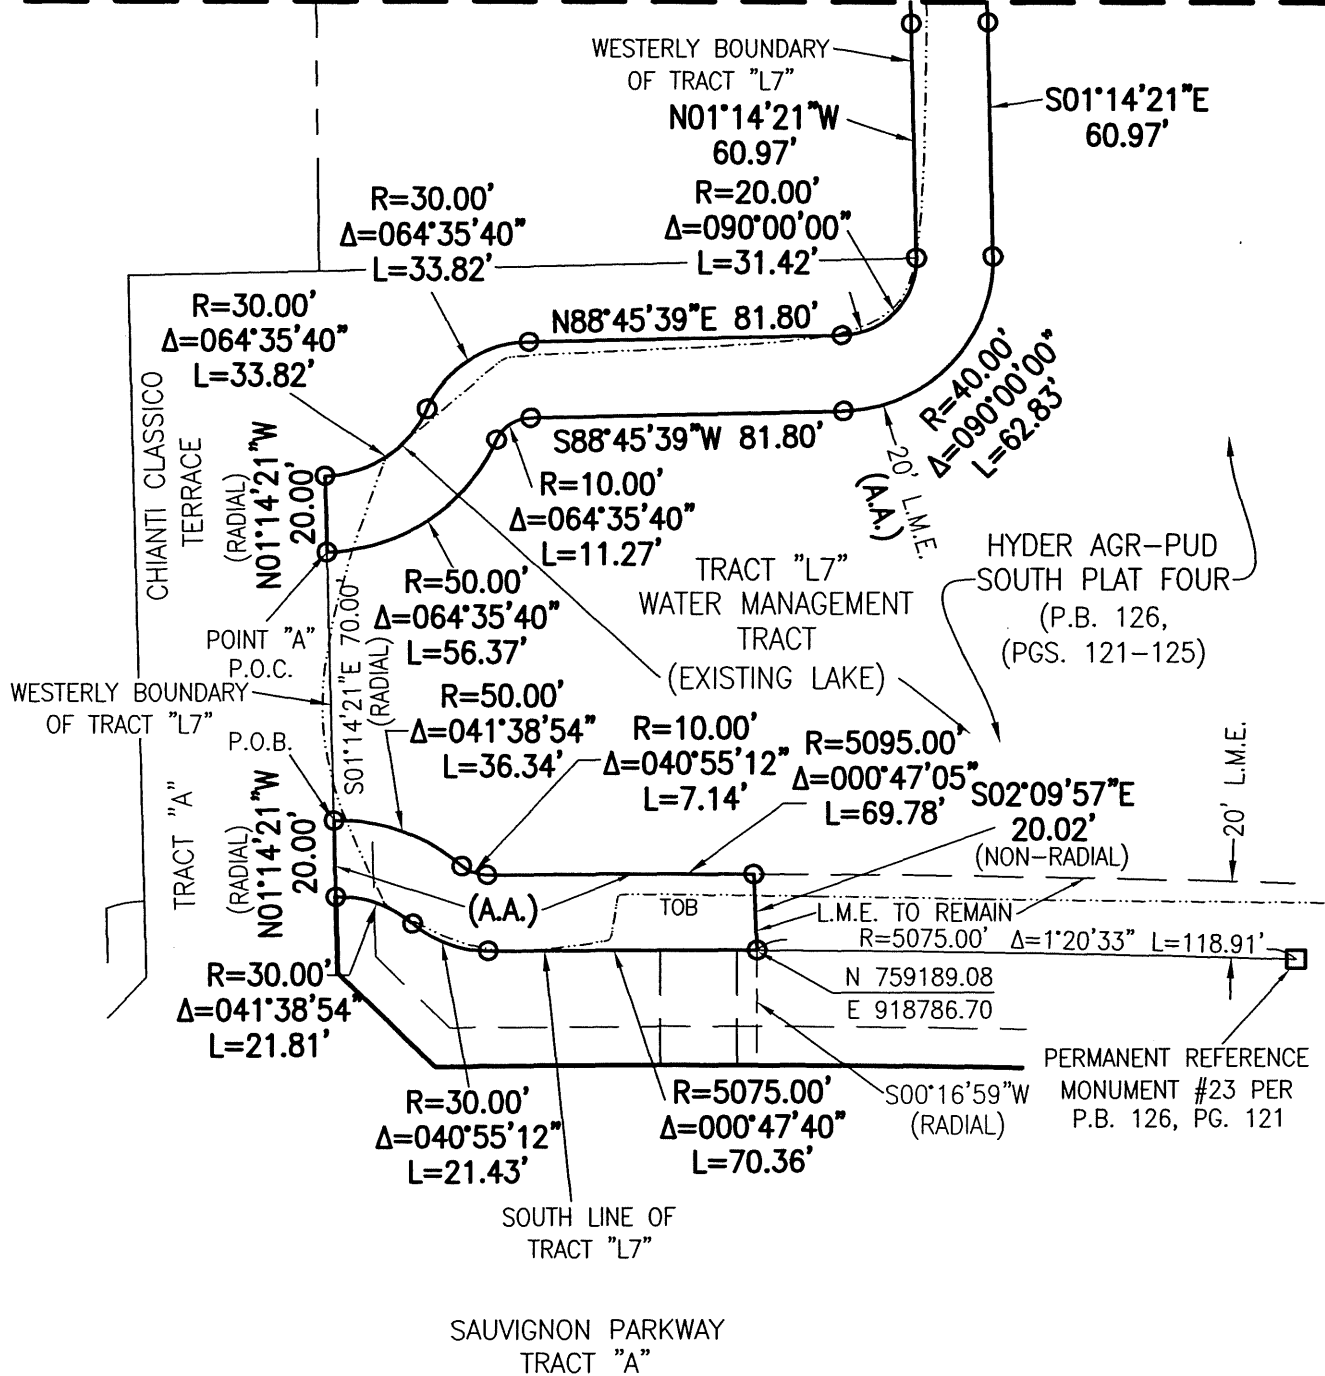 WESTERLY BOUNDARY
OF TRACT "L7"
N01°14'21"W
60.97'
S01°14'21"E
60.97'
R=30.00'
Δ=064°35'40"
L=33.82'
R=20.00'
Δ=090°00'00"
L=31.42'
R=30.00'
Δ=064°35'40"
L=33.82'
N88°45'39"E 81.80'
R=40.00'
Δ=090°00'00"
L=62.83'
CHIANTI CLASSICO
TERRACE
(RADIAL)
N01°14'21"W
20.00'
S88°45'39"W 81.80'
20' L.M.E.
(A.A.)
R=10.00'
Δ=064°35'40"
L=11.27'
HYDER AGR-PUD
SOUTH PLAT FOUR
(P.B. 126,
(PGS. 121-125)
TRACT "L7"
WATER MANAGEMENT
TRACT
(EXISTING LAKE)
R=50.00'
Δ=064°35'40"
L=56.37'
POINT "A"
P.O.C.
S01°14'21"E 70.00'
(RADIAL)
WESTERLY BOUNDARY
OF TRACT "L7"
R=50.00'
Δ=041°38'54"
L=36.34'
R=10.00'
Δ=040°55'12"
L=7.14'
R=5095.00'
Δ=000°47'05"
L=69.78'
S02°09'57"E
20.02'
(NON-RADIAL)
20' L.M.E.
P.O.B.
TRACT "A"
(RADIAL)
N01°14'21"W
20.00'
(A.A.)
TOB
L.M.E. TO REMAIN
R=5075.00' Δ=1°20'33" L=118.91'
N 759189.08
E 918786.70
R=30.00'
Δ=041°38'54"
L=21.81'
R=30.00'
Δ=040°55'12"
L=21.43'
R=5075.00'
Δ=000°47'40"
L=70.36'
S00°16'59"W
(RADIAL)
PERMANENT REFERENCE
MONUMENT #23 PER
P.B. 126, PG. 121
SOUTH LINE OF
TRACT "L7"
SAUVIGNON PARKWAY
TRACT "A"